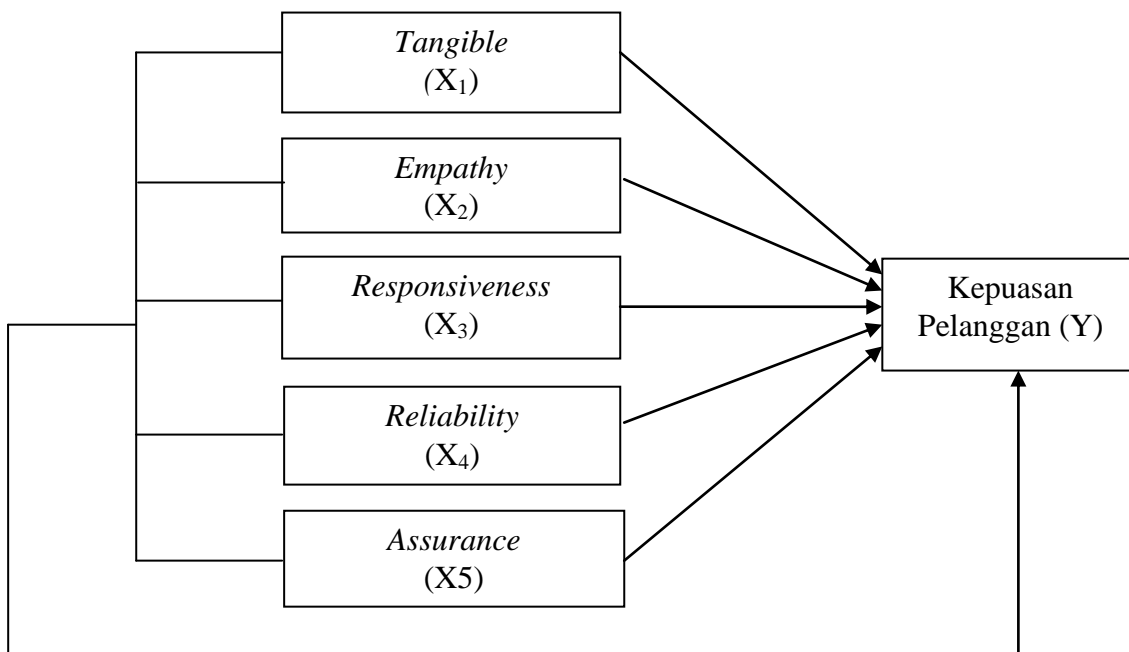 Tangible
(X₁)
Empathy
(X₂)
Responsiveness
(X₃)
Reliability
(X₄)
Assurance
(X5)
Kepuasan
Pelanggan (Y)